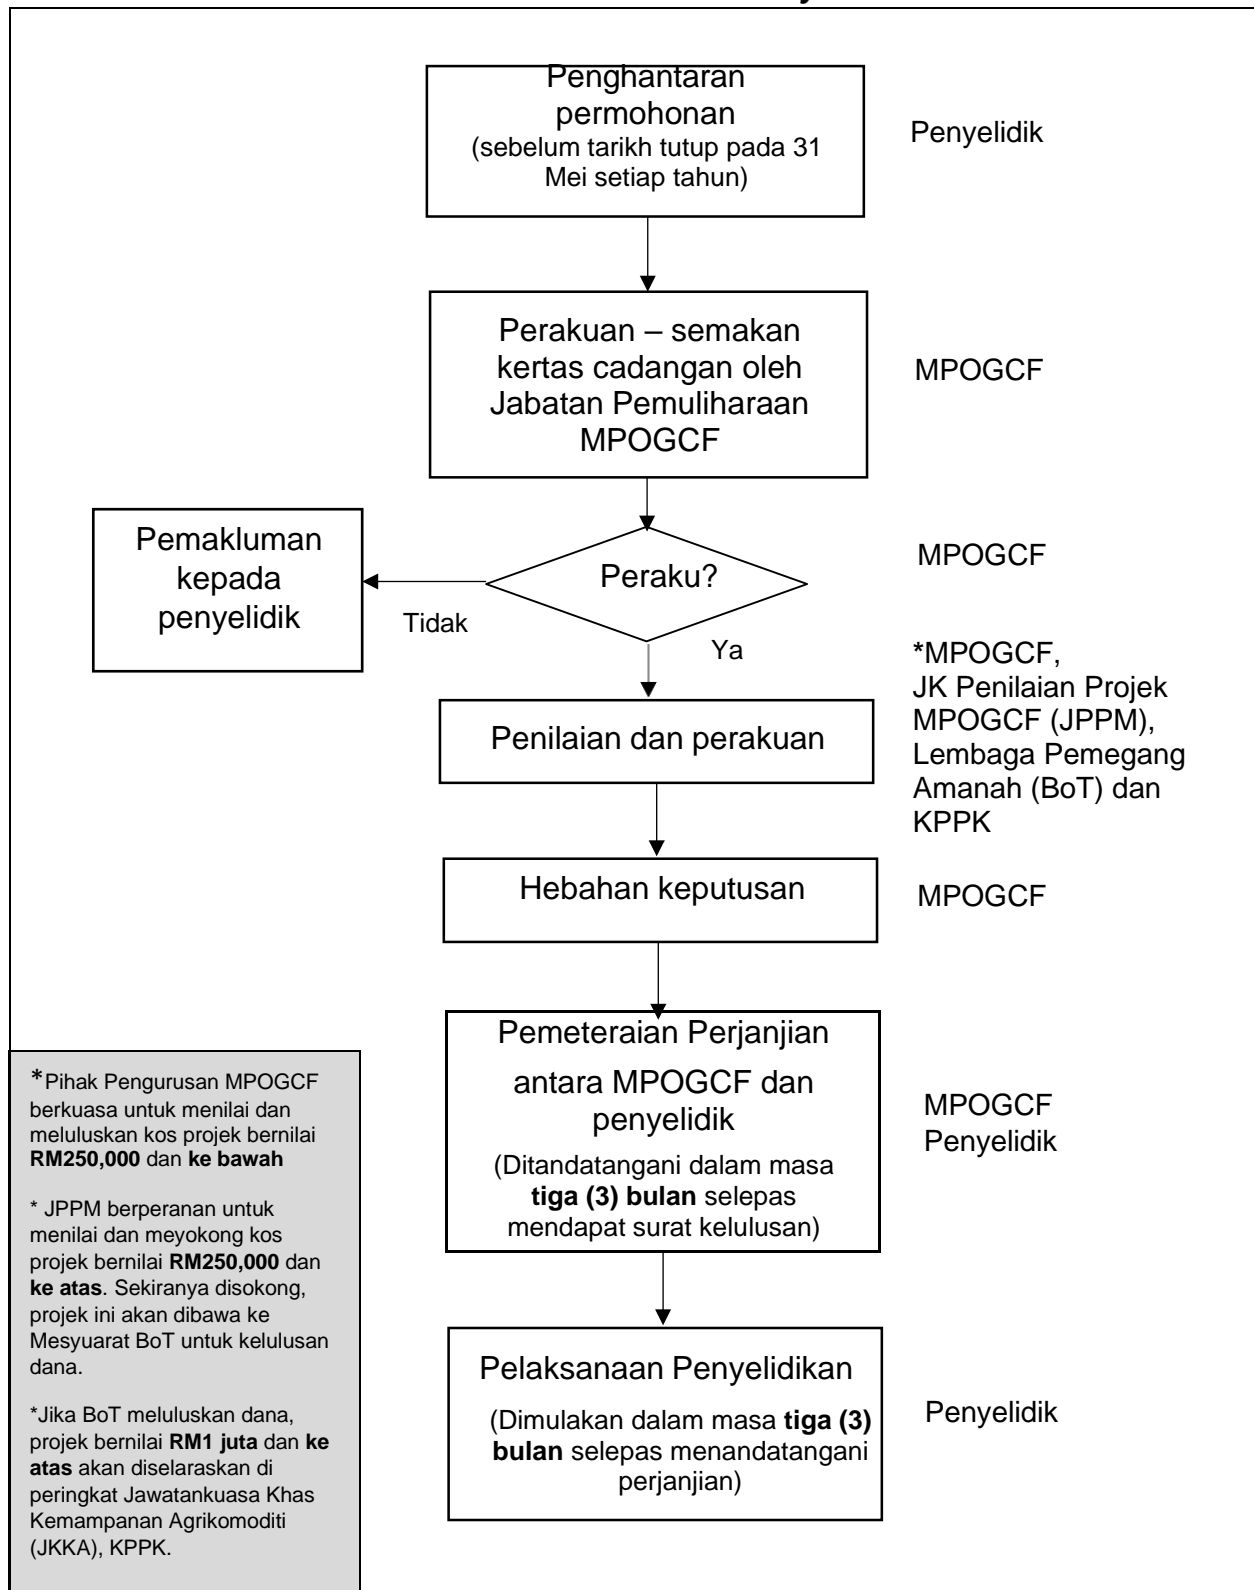 Penghantaran
permohonan
(sebelum tarikh tutup pada 31
Mei setiap tahun)
Penyelidik
Perakuan – semakan
kertas cadangan oleh
Jabatan Pemuliharaan
MPOGCF
MPOGCF
Pemakluman
kepada
penyelidik
Tidak
Peraku?
Ya
MPOGCF
Penilaian dan perakuan
*MPOGCF,
JK Penilaian Projek
MPOGCF (JPPM),
Lembaga Pemegang
Amanah (BoT) dan
KPPK
Hebahan keputusan
MPOGCF
Pemeteraian Perjanjian
antara MPOGCF dan
penyelidik
(Ditandatangani dalam masa
tiga (3) bulan selepas
mendapat surat kelulusan)
MPOGCF
Penyelidik
Pelaksanaan Penyelidikan
(Dimulakan dalam masa tiga (3)
bulan selepas menandatangani
perjanjian)
Penyelidik
*Pihak Pengurusan MPOGCF
berkuasa untuk menilai dan
meluluskan kos projek bernilai
RM250,000 dan ke bawah
* JPPM berperanan untuk
menilai dan meyokong kos
projek bernilai RM250,000 dan
ke atas. Sekiranya disokong,
projek ini akan dibawa ke
Mesyuarat BoT untuk kelulusan
dana.
*Jika BoT meluluskan dana,
projek bernilai RM1 juta dan ke
atas akan diselaraskan di
peringkat Jawatankuasa Khas
Kemampanan Agrikomoditi
(JKKA), KPPK.